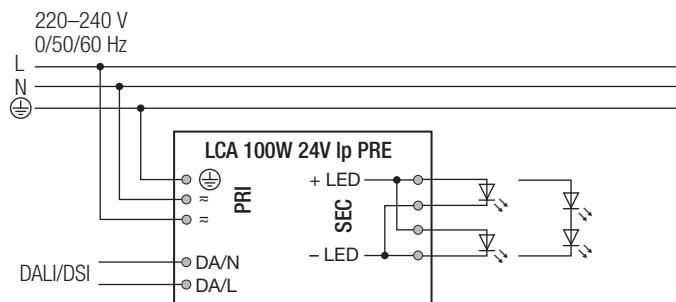 220–240 V
0/50/60 Hz
L
N
LCA 100W 24V lp PRE
+ LED
≂
PRI
SEC
≂
– LED
DA/N
DALI/DSI
DA/L